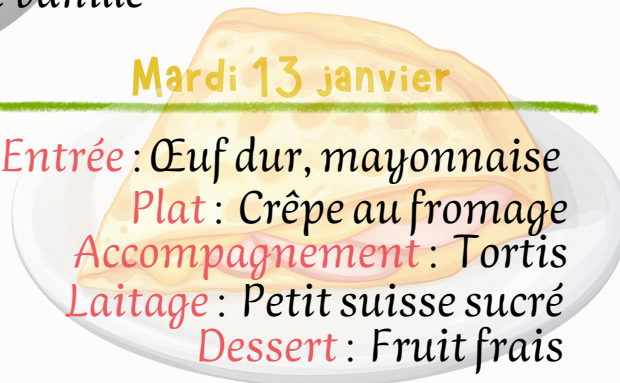 vanille
Mardi 13 janvier
Entrée : Œuf dur, mayonnaise
Plat : Crêpe au fromage
Accompagnement : Tortis
Laitage : Petit suisse sucré
Dessert : Fruit frais